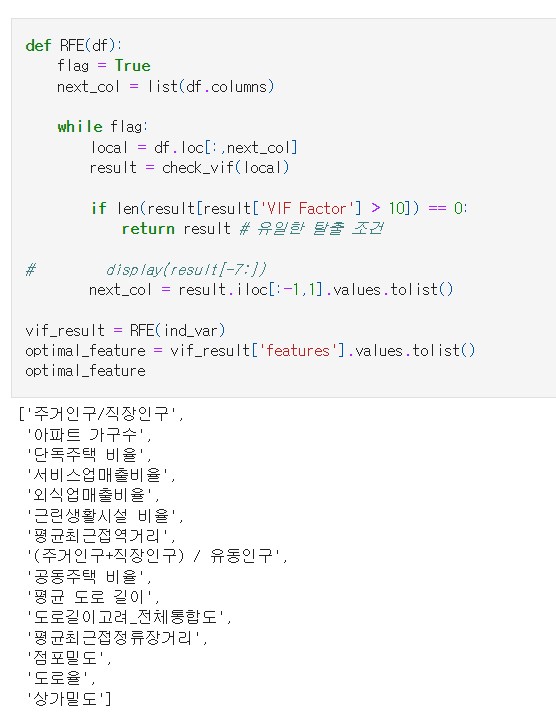 def RFE(df):
    flag = True
    next_col = list(df.columns)

    while flag:
        local = df.loc[:,next_col]
        result = check_vif(local)

        if len(result[result['VIF Factor'] > 10]) == 0:
            return result # 유일한 탈출 조건

#         display(result[-7:])
        next_col = result.iloc[:-1,1].values.tolist()

vif_result = RFE(ind_var)
optimal_feature = vif_result['features'].values.tolist()
optimal_feature
['주거인구/직장인구',
 '아파트 가구수',
 '단독주택 비율',
 '서비스업매출비율',
 '외식업매출비율',
 '근린생활시설 비율',
 '평균최근접역거리',
 '(주거인구+직장인구) / 유동인구',
 '공동주택 비율',
 '평균 도로 길이',
 '도로길이고려_전체통합도',
 '평균최근접정류장거리',
 '점포밀도',
 '도로율',
 '상가밀도']